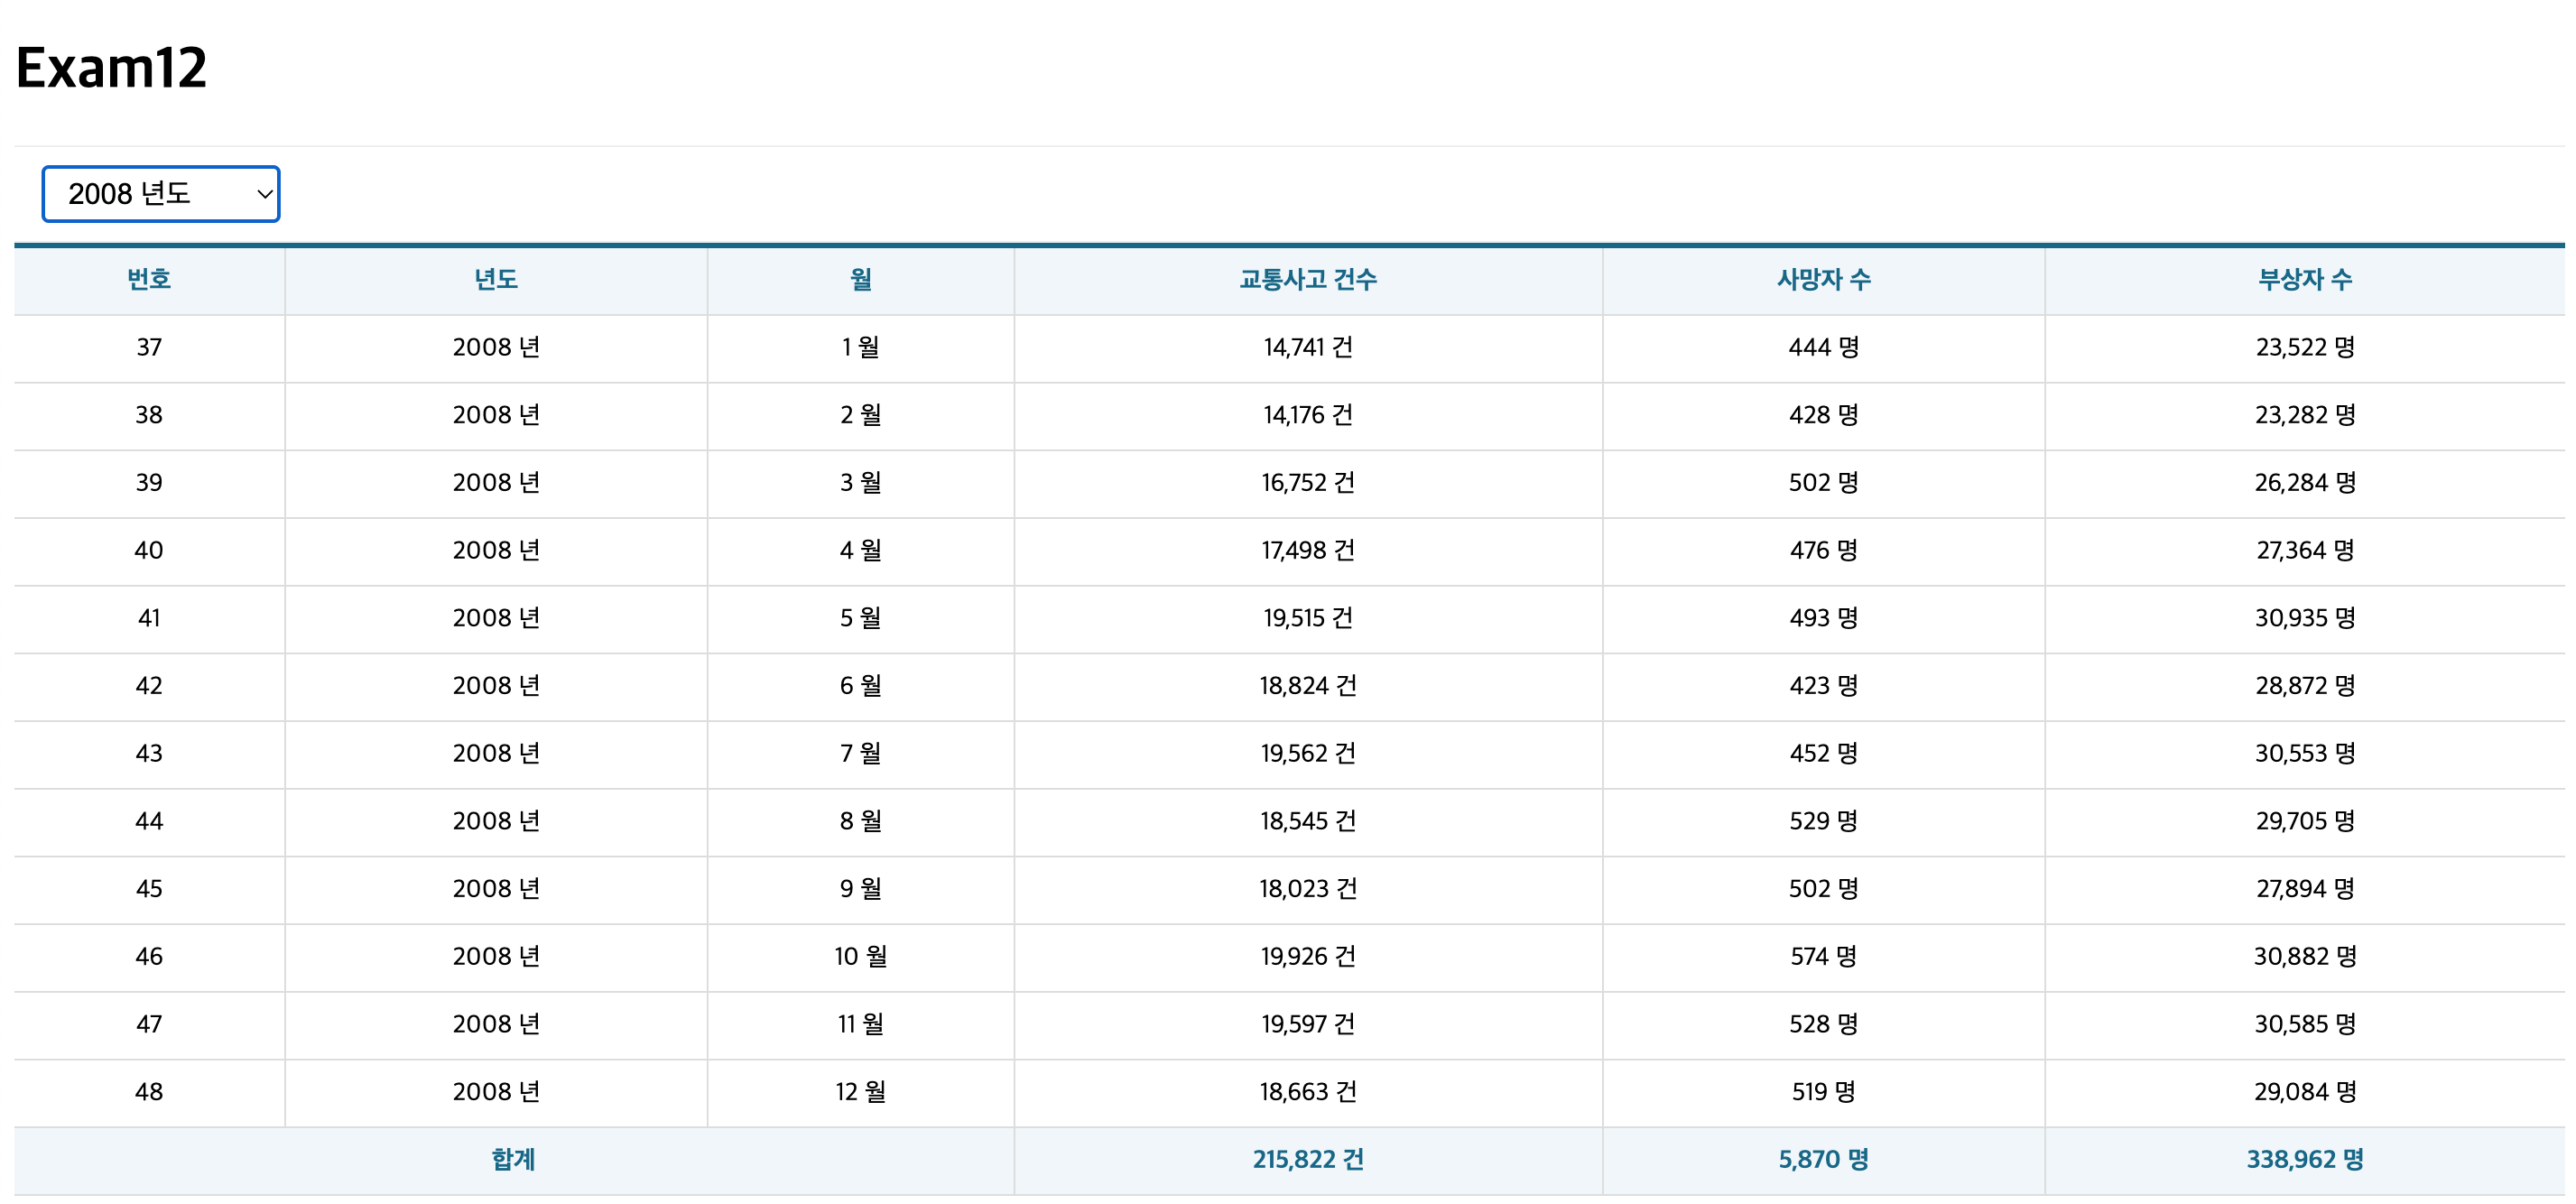 Exam12
2008 년도
번호 년도 월 교통사고 건수 사망자 수 부상자 수
37 2008 년 1 월 14,741 건 444 명 23,522 명
38 2008 년 2 월 14,176 건 428 명 23,282 명
39 2008 년 3 월 16,752 건 502 명 26,284 명
40 2008 년 4 월 17,498 건 476 명 27,364 명
41 2008 년 5 월 19,515 건 493 명 30,935 명
42 2008 년 6 월 18,824 건 423 명 28,872 명
43 2008 년 7 월 19,562 건 452 명 30,553 명
44 2008 년 8 월 18,545 건 529 명 29,705 명
45 2008 년 9 월 18,023 건 502 명 27,894 명
46 2008 년 10 월 19,926 건 574 명 30,882 명
47 2008 년 11 월 19,597 건 528 명 30,585 명
48 2008 년 12 월 18,663 건 519 명 29,084 명
합계 215,822 건 5,870 명 338,962 명